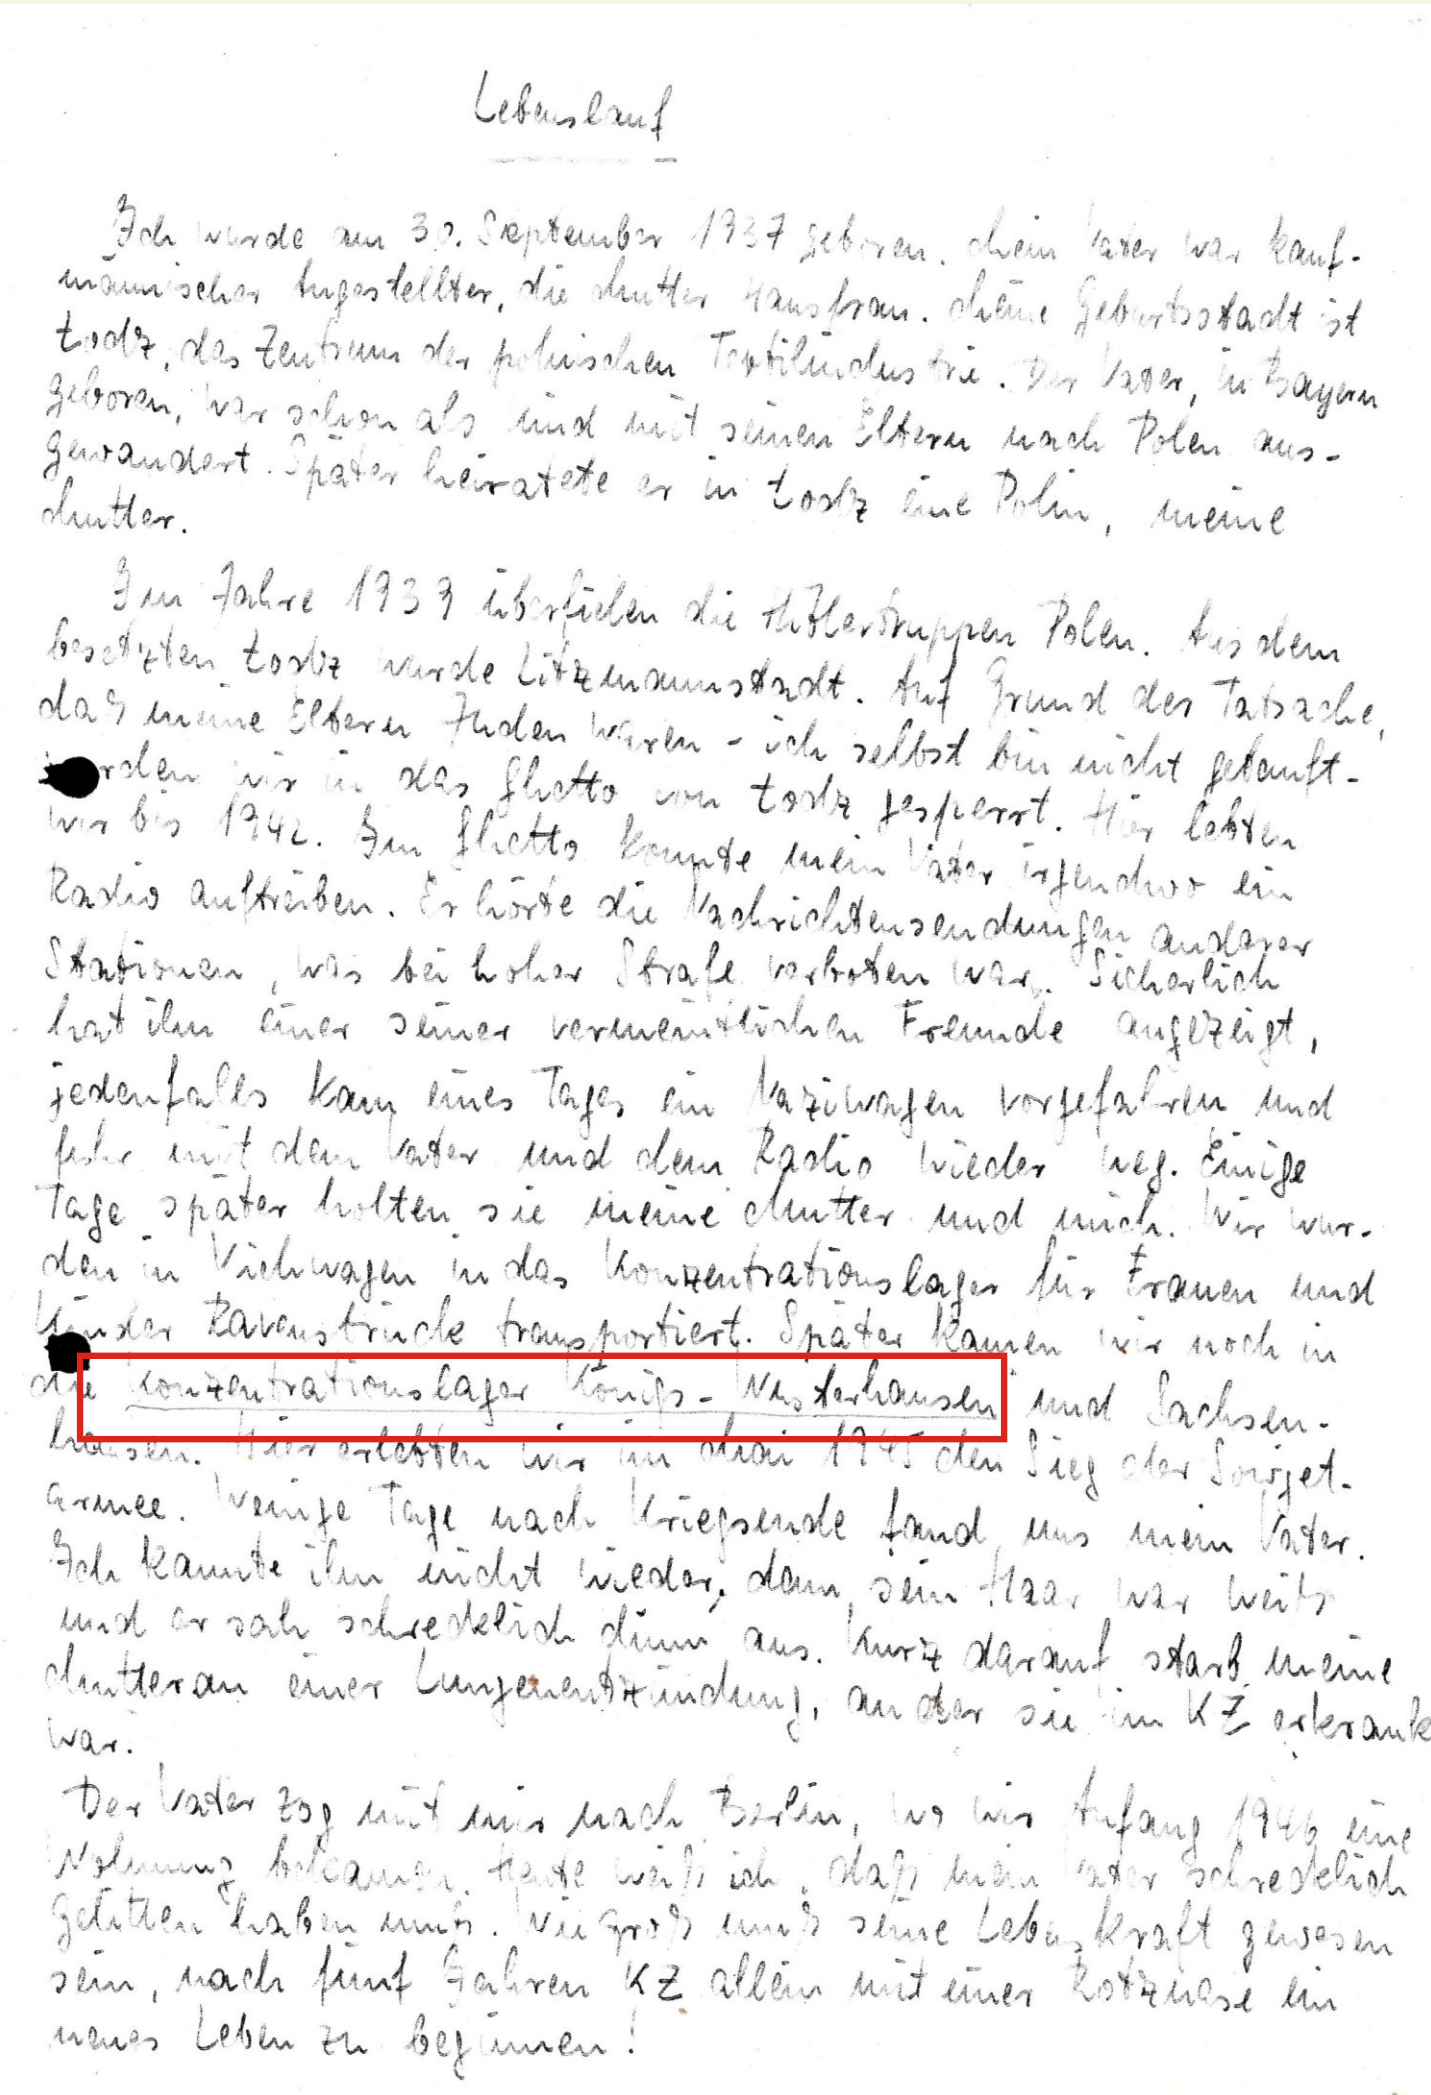 Lebenslauf
Ich wurde am 30. September 1937 geboren. Mein Vater war kauf-
männischer Angestellter, die Mutter Hausfrau. Meine Geburtsstadt ist
Łodz, das Zentrum der polnischen Textilindustrie. Der Vater, in Bayern
geboren, war schon als Kind mit seinen Eltern nach Polen aus-
gewandert. Später heiratete er in Łodz eine Polin, meine
Mutter.
Im Jahre 1939 überfielen die Hitlertruppen Polen. Aus dem
besetzten Łodz wurde Litzmannstadt. Auf Grund der Tatsache,
daß meine Eltern Juden waren - ich selbst bin nicht getauft -
rden wir in das Ghetto von Łodz gesperrt. Hier lebten
wir bis 1942. Im Ghetto konnte mein Vater irgendwo ein
Radio auftreiben. Er hörte die Nachrichtensendungen anderer
Stationen, was bei hoher Strafe verboten war. Sicherlich
hat ihn einer seiner vermeintlichen Freunde angezeigt,
jedenfalls kam eines Tages ein Naziwagen vorgefahren und
fuhr mit dem Vater und dem Radio wieder weg. Einige
Tage später holten sie meine Mutter und mich. Wir wur-
den in Viehwagen in das Konzentrationslager für Frauen und
Kinder Ravensbrück transportiert. Später kamen wir noch in
die Konzentrationslager Königs-Wusterhausen und Sachsen-
hausen. Hier erlebten wir im Mai 1945 den Sieg der Sowjet-
armee. Wenige Tage nach Kriegsende fand uns mein Vater.
Ich kannte ihn nicht wieder, denn sein Haar war weiß
und er sah schrecklich dünn aus. Kurz darauf starb meine
Mutter an einer Lungenentzündung, an der sie im KZ erkrankt
war.
Der Vater zog mit mir nach Berlin, wo wir Anfang 1946 eine
Wohnung bekamen. Heute weiß ich, daß mein Vater schrecklich
gelitten haben muß. Wie groß muß seine Lebenskraft gewesen
sein, nach fünf Jahren KZ allein mit einer Rotznase ein
neues Leben zu beginnen!